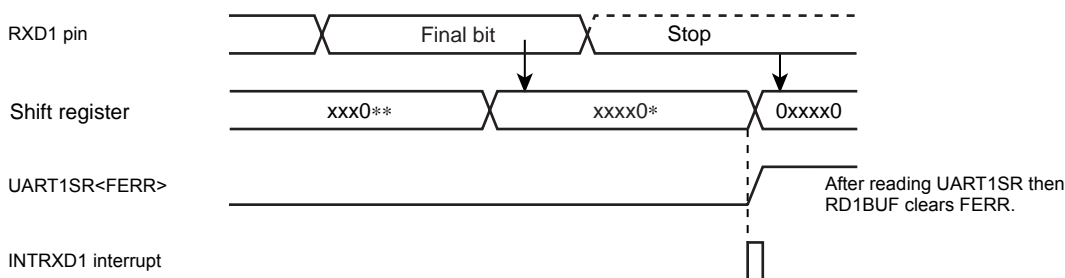 RXD1 pin
Final bit
Stop
Shift register
xxx0**
xxxx0*
0xxxx0
UART1SR<FERR>
After reading UART1SR then
RD1BUF clears FERR.
INTRXD1 interrupt